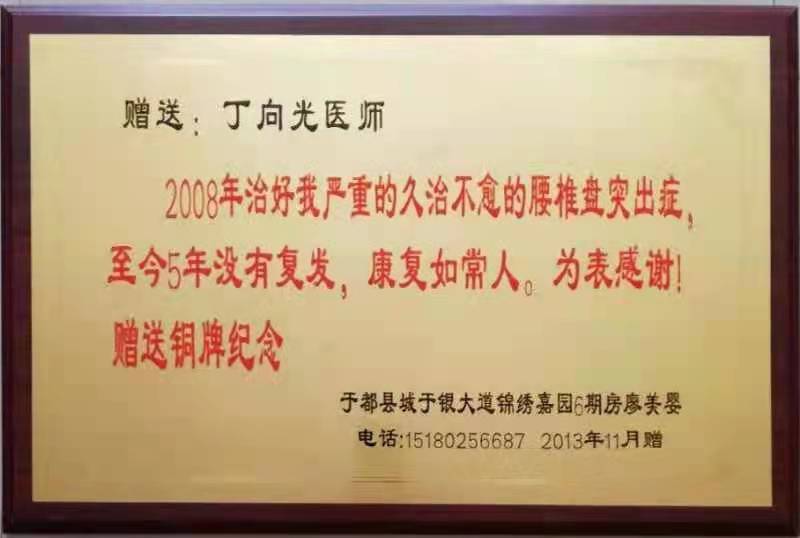 赠送：丁向光医师
2008年治好我严重的久治不愈的腰椎盘突出症，
至今5年没有复发，康复如常人。为表感谢！
赠送铜牌纪念
于都县城于银大道锦绣嘉园6期房廖美婴
电话:15180256687 2013年11月赠